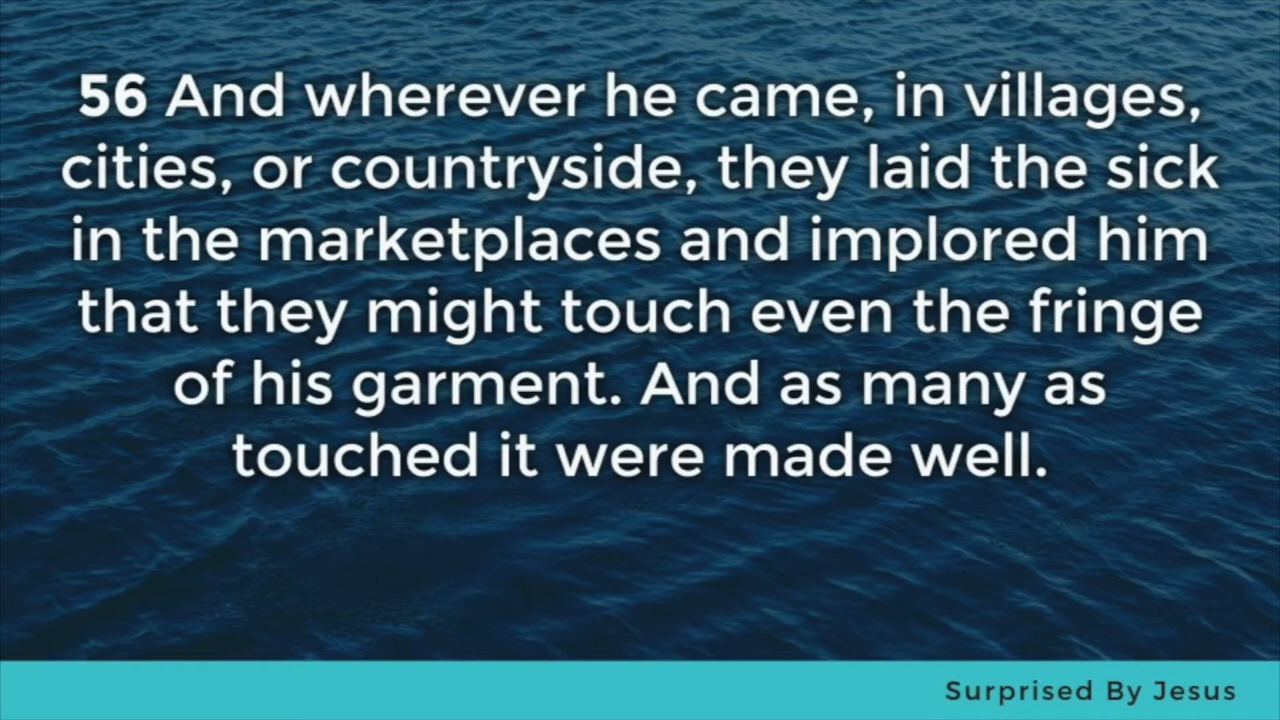 56 And wherever he came, in villages,
cities, or countryside, they laid the sick
in the marketplaces and implored him
that they might touch even the fringe
of his garment. And as many as
touched it were made well.
Surprised By Jesus